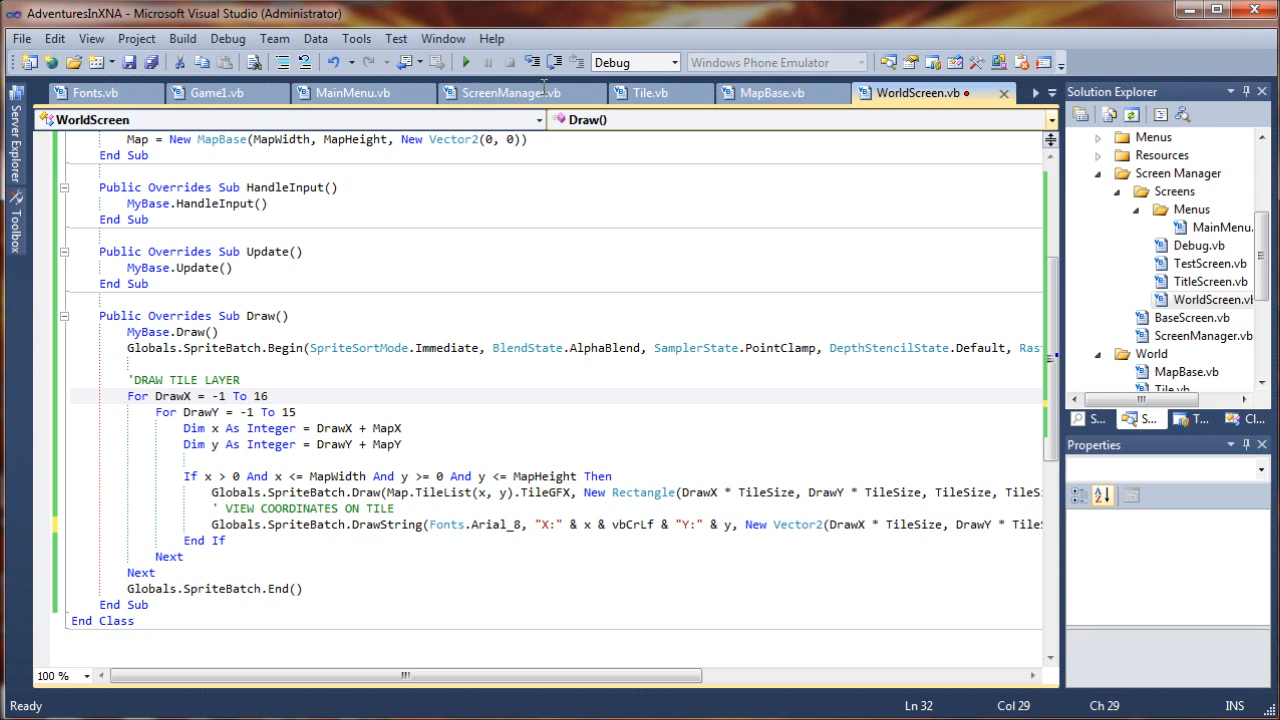 AdventuresInXNA - Microsoft Visual Studio (Administrator)
File Edit View Project Build Debug Team Data Tools Test Window Help
Debug Windows Phone Emulator
Fonts.vb Game1.vb MainMenu.vb ScreenManager.vb Tile.vb MapBase.vb WorldScreen.vb
Solution Explorer
WorldScreen Draw()
Map = New MapBase(MapWidth, MapHeight, New Vector2(0, 0))
End Sub
Public Overrides Sub HandleInput()
MyBase.HandleInput()
End Sub
Public Overrides Sub Update()
MyBase.Update()
End Sub
Public Overrides Sub Draw()
MyBase.Draw()
Globals.SpriteBatch.Begin(SpriteSortMode.Immediate, BlendState.AlphaBlend, SamplerState.PointClamp, DepthStencilState.Default, Ras
'DRAW TILE LAYER
For DrawX = -1 To 16
For DrawY = -1 To 15
Dim x As Integer = DrawX + MapX
Dim y As Integer = DrawY + MapY
If x > 0 And x <= MapWidth And y >= 0 And y <= MapHeight Then
Globals.SpriteBatch.Draw(Map.TileList(x, y).TileGFX, New Rectangle(DrawX * TileSize, DrawY * TileSize, TileSize, TileSi
' VIEW COORDINATES ON TILE
Globals.SpriteBatch.DrawString(Fonts.Arial_8, "X:" & x & vbCrLf & "Y:" & y, New Vector2(DrawX * TileSize, DrawY * TileS
End If
Next
Next
Globals.SpriteBatch.End()
End Sub
End Class
100 %
Server Explorer
Toolbox
Menus
Resources
Screen Manager
Screens
Menus
MainMenu.
Debug.vb
TestScreen.vb
TitleScreen.vb
WorldScreen.vb
BaseScreen.vb
ScreenManager.vb
World
MapBase.vb
Tile.vb
S... S... T... Cl...
Properties
Ready Ln 32 Col 29 Ch 29 INS